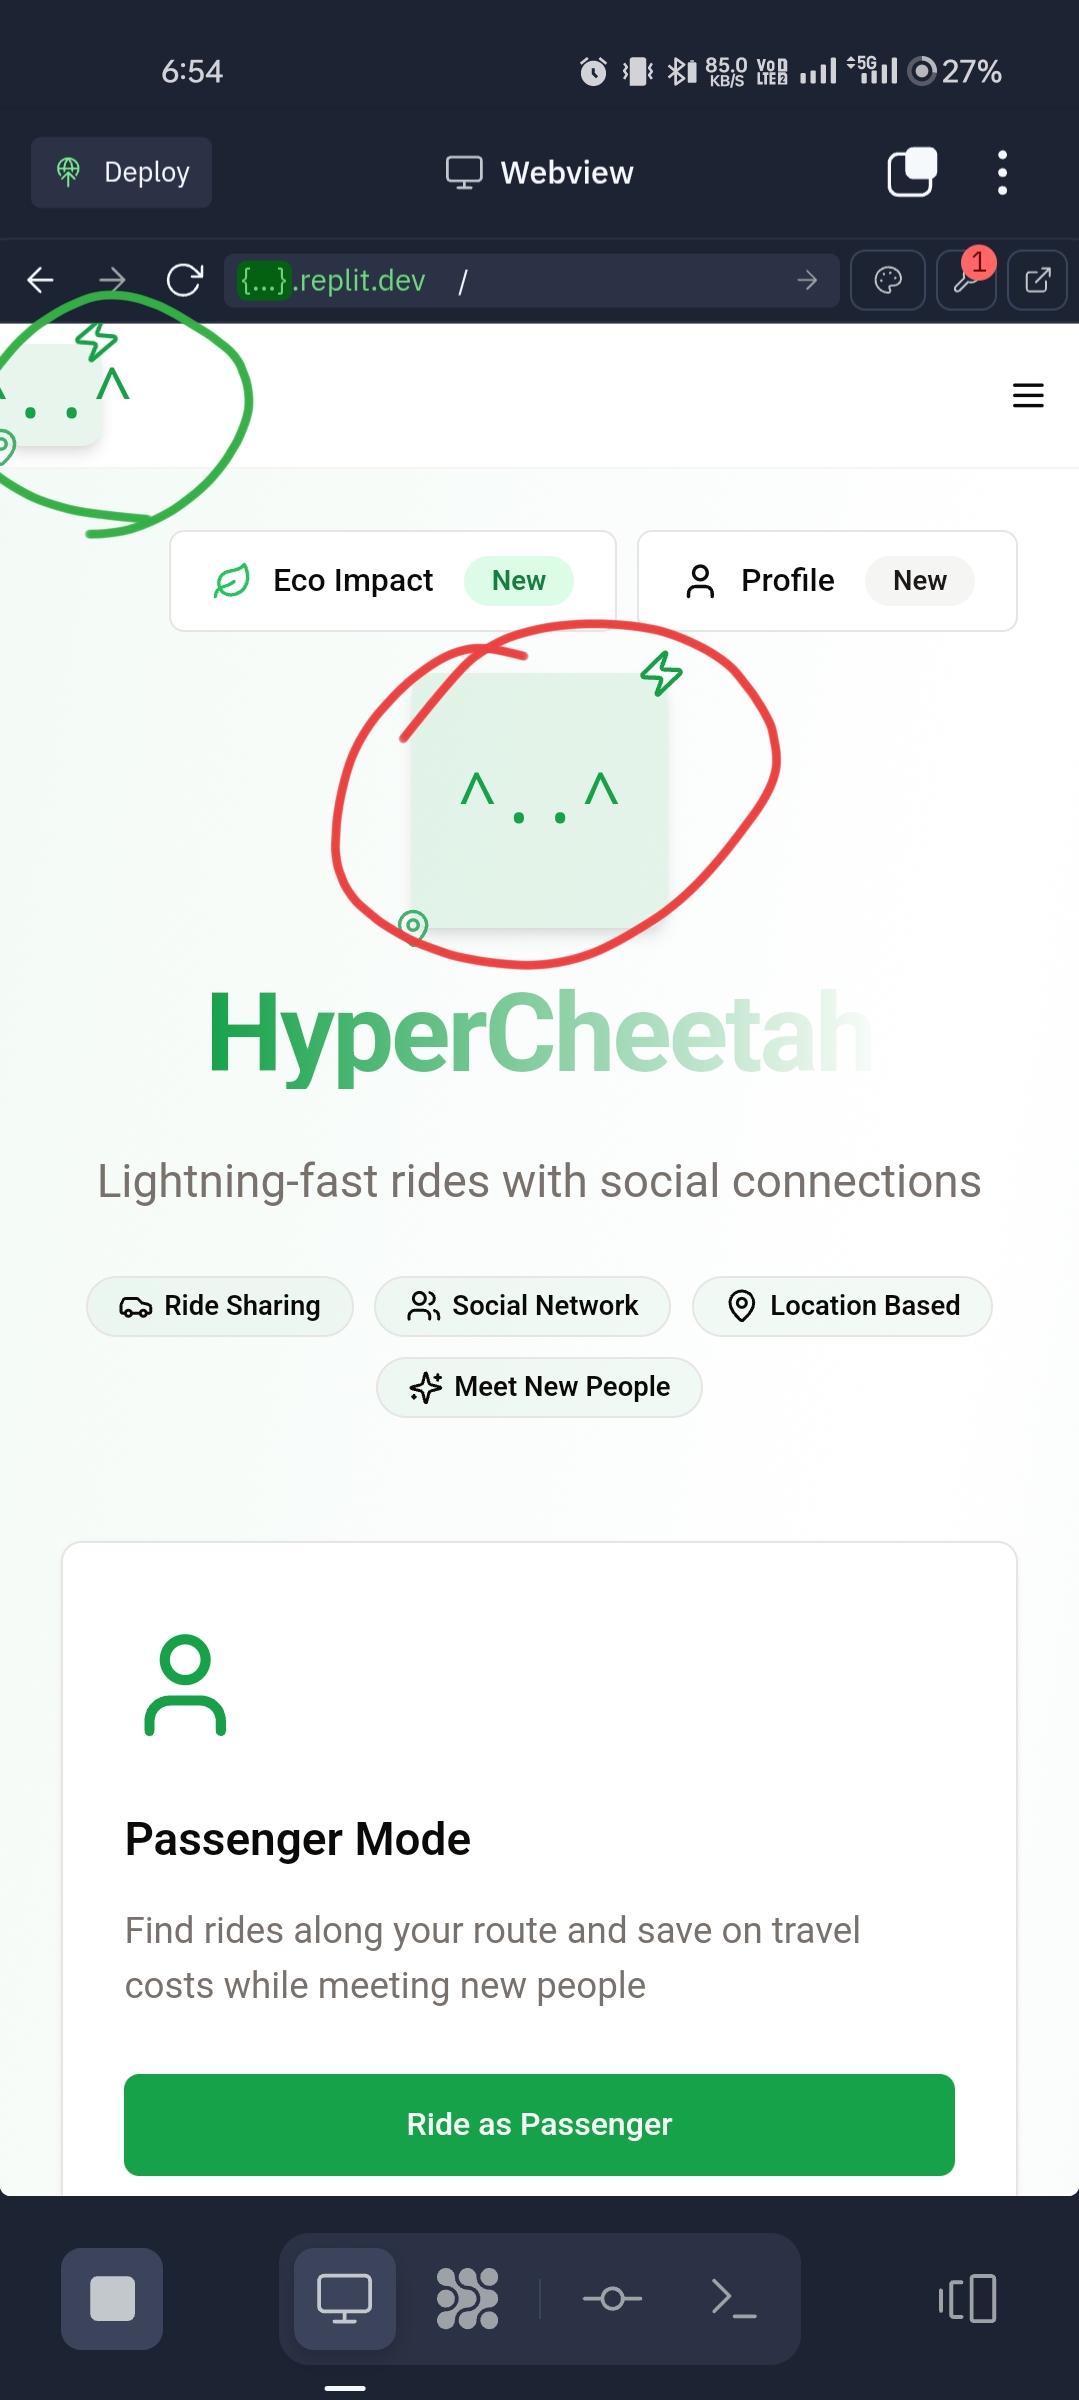 6:54
85.0 KB/S
VoD LTE2
5G
27%
Deploy
Webview
{...}.replit.dev /
1
^. .^
Eco Impact New
Profile New
^. .^
HyperCheetah
Lightning-fast rides with social connections
Ride Sharing
Social Network
Location Based
Meet New People
Passenger Mode
Find rides along your route and save on travel
costs while meeting new people
Ride as Passenger